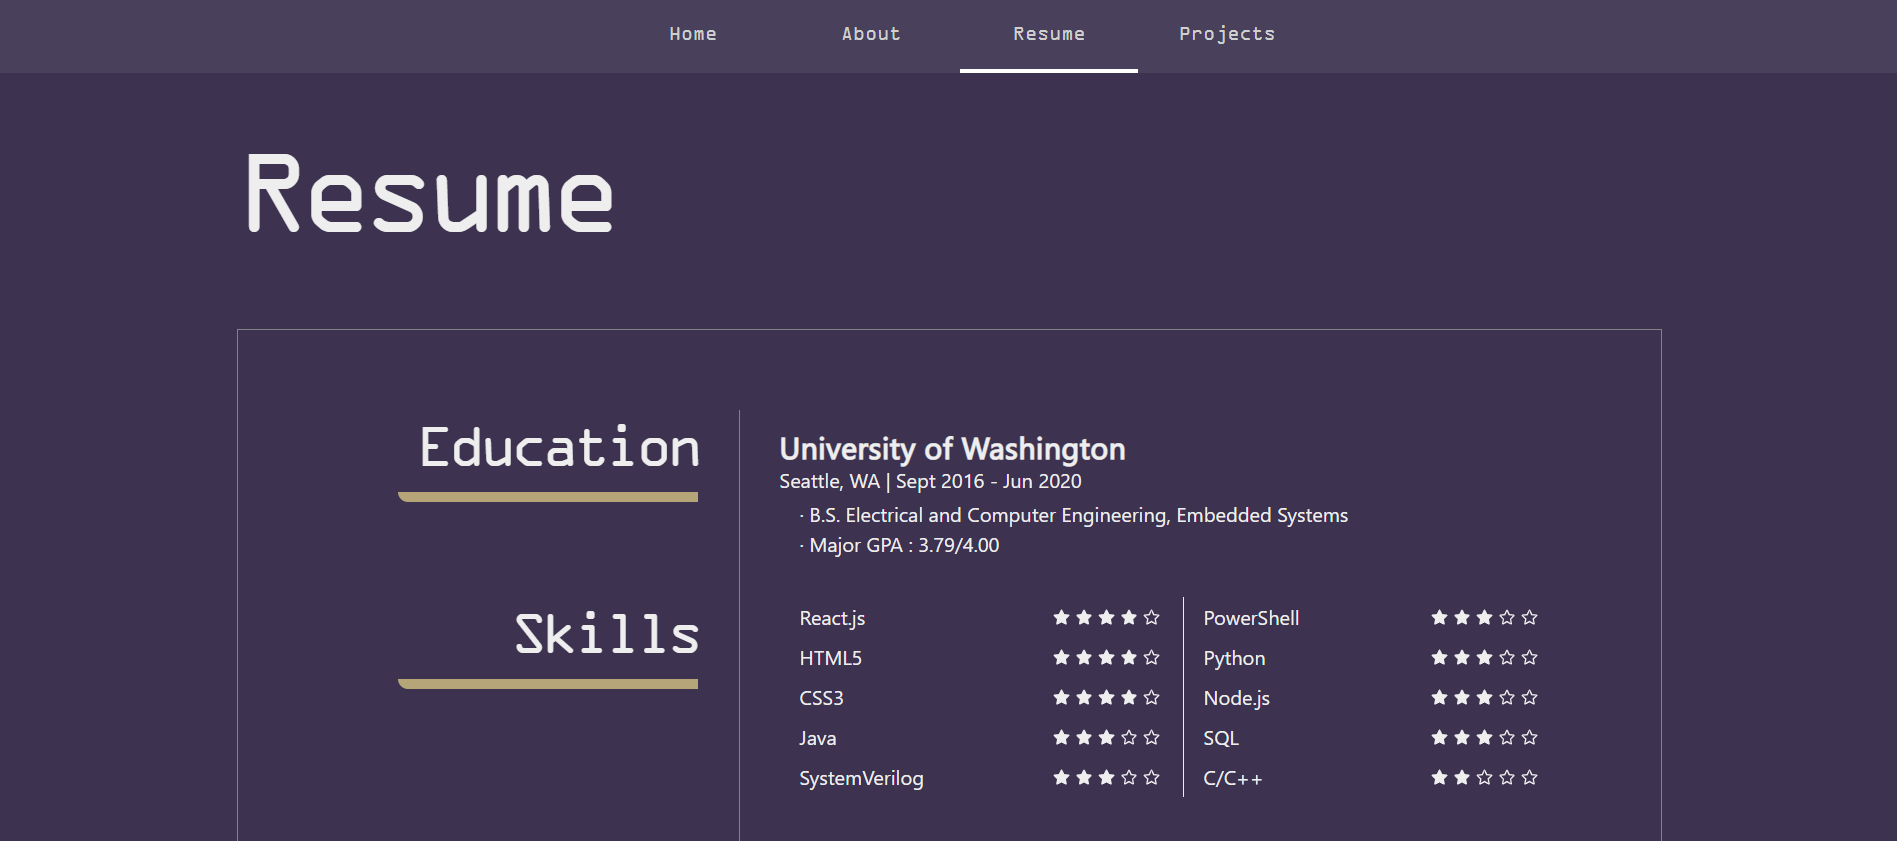 Home About Resume Projects
Resume
Education
University of Washington
Seattle, WA | Sept 2016 - Jun 2020
· B.S. Electrical and Computer Engineering, Embedded Systems
· Major GPA : 3.79/4.00
Skills
React.js ★★★★☆ PowerShell ★★★☆☆
HTML5 ★★★★☆ Python ★★★☆☆
CSS3 ★★★★☆ Node.js ★★★☆☆
Java ★★★☆☆ SQL ★★★☆☆
SystemVerilog ★★★☆☆ C/C++ ★★☆☆☆